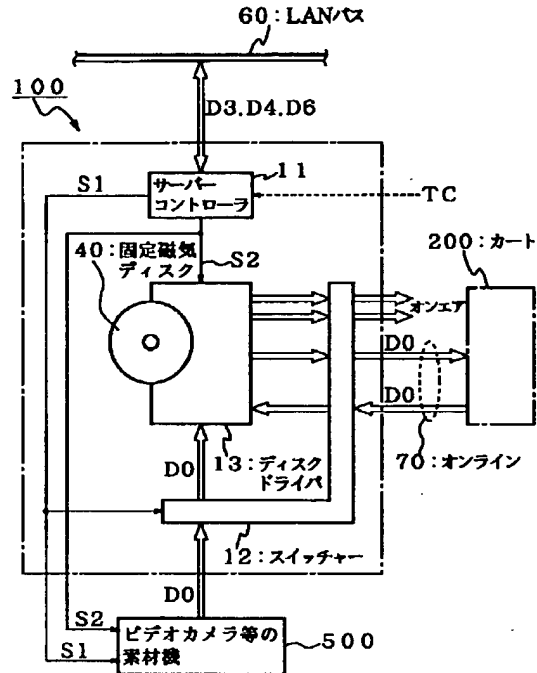 60:LANバス
100
D3.D4.D6
S1
11
サーバー
コントローラ
TC
40:固定磁気
ディスク
S2
200:カート
オンエア
D0
D0
D0
13:ディスク
ドライバ
70:オンライン
12:スイッチャー
D0
S2
S1
ビデオカメラ等の
素材機
500